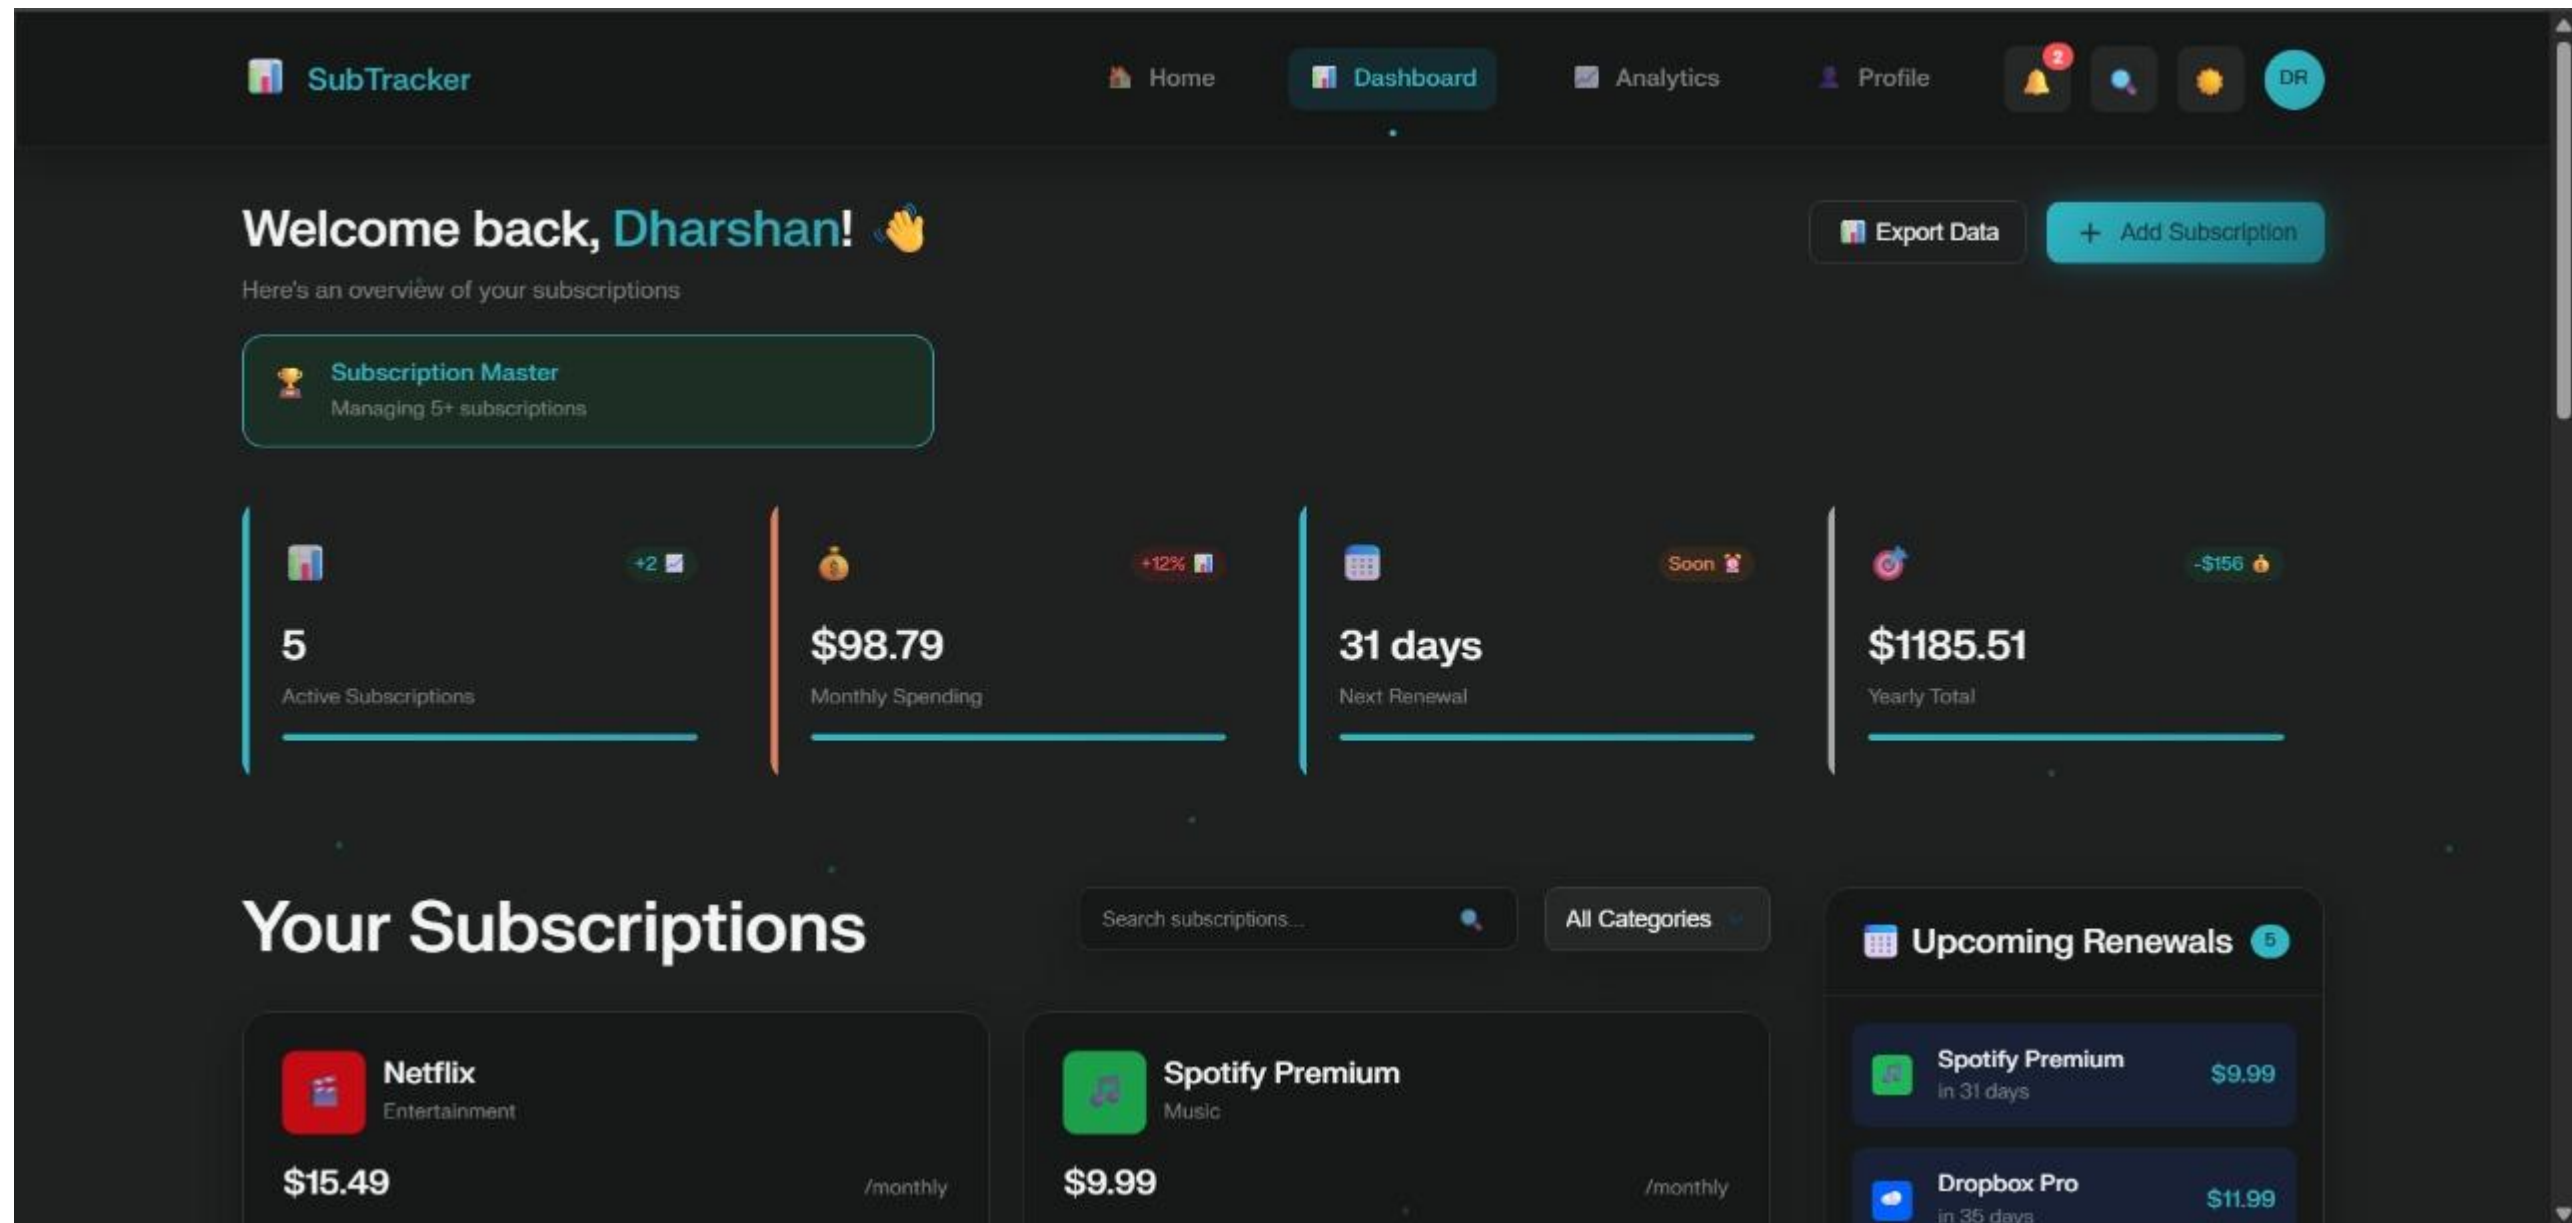 SubTracker
Home
Dashboard
Analytics
Profile
2
DR
Welcome back, Dharshan!
Export Data
+ Add Subscription
Here's an overview of your subscriptions
Subscription Master
Managing 5+ subscriptions
+2
5
Active Subscriptions
+12%
$98.79
Monthly Spending
Soon
31 days
Next Renewal
-$156
$1185.51
Yearly Total
Your Subscriptions
Search subscriptions...
All Categories
Netflix
Entertainment
$15.49
/monthly
Spotify Premium
Music
$9.99
/monthly
Upcoming Renewals
5
Spotify Premium
in 31 days
$9.99
Dropbox Pro
in 35 days
$11.99